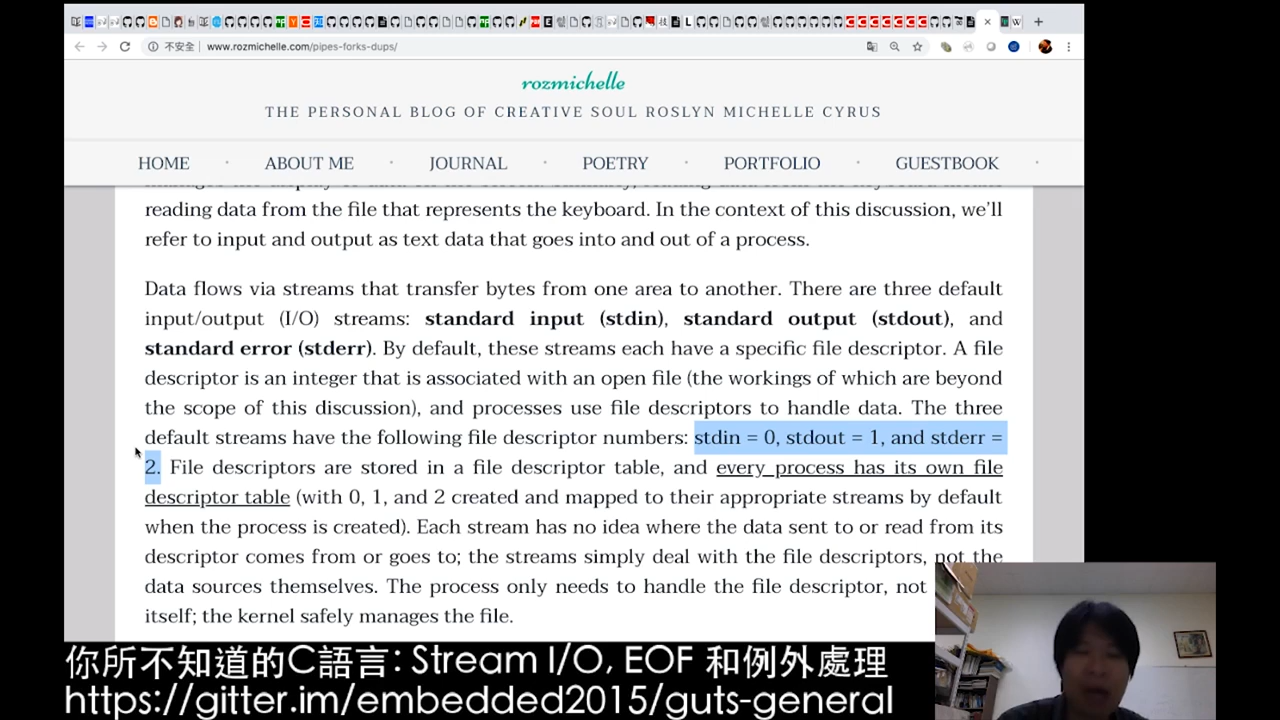 不安全 | www.rozmichelle.com/pipes-forks-dups/
rozmichelle
THE PERSONAL BLOG OF CREATIVE SOUL ROSLYN MICHELLE CYRUS
HOME · ABOUT ME · JOURNAL · POETRY · PORTFOLIO · GUESTBOOK ·
reading data from the file that represents the keyboard. In the context of this discussion, we'll
refer to input and output as text data that goes into and out of a process.
Data flows via streams that transfer bytes from one area to another. There are three default
input/output (I/O) streams: standard input (stdin), standard output (stdout), and
standard error (stderr). By default, these streams each have a specific file descriptor. A file
descriptor is an integer that is associated with an open file (the workings of which are beyond
the scope of this discussion), and processes use file descriptors to handle data. The three
default streams have the following file descriptor numbers: stdin = 0, stdout = 1, and stderr =
2. File descriptors are stored in a file descriptor table, and every process has its own file
descriptor table (with 0, 1, and 2 created and mapped to their appropriate streams by default
when the process is created). Each stream has no idea where the data sent to or read from its
descriptor comes from or goes to; the streams simply deal with the file descriptors, not the
data sources themselves. The process only needs to handle the file descriptor, not
itself; the kernel safely manages the file.
你所不知道的C語言: Stream I/O, EOF 和例外處理
https://gitter.im/embedded2015/guts-general